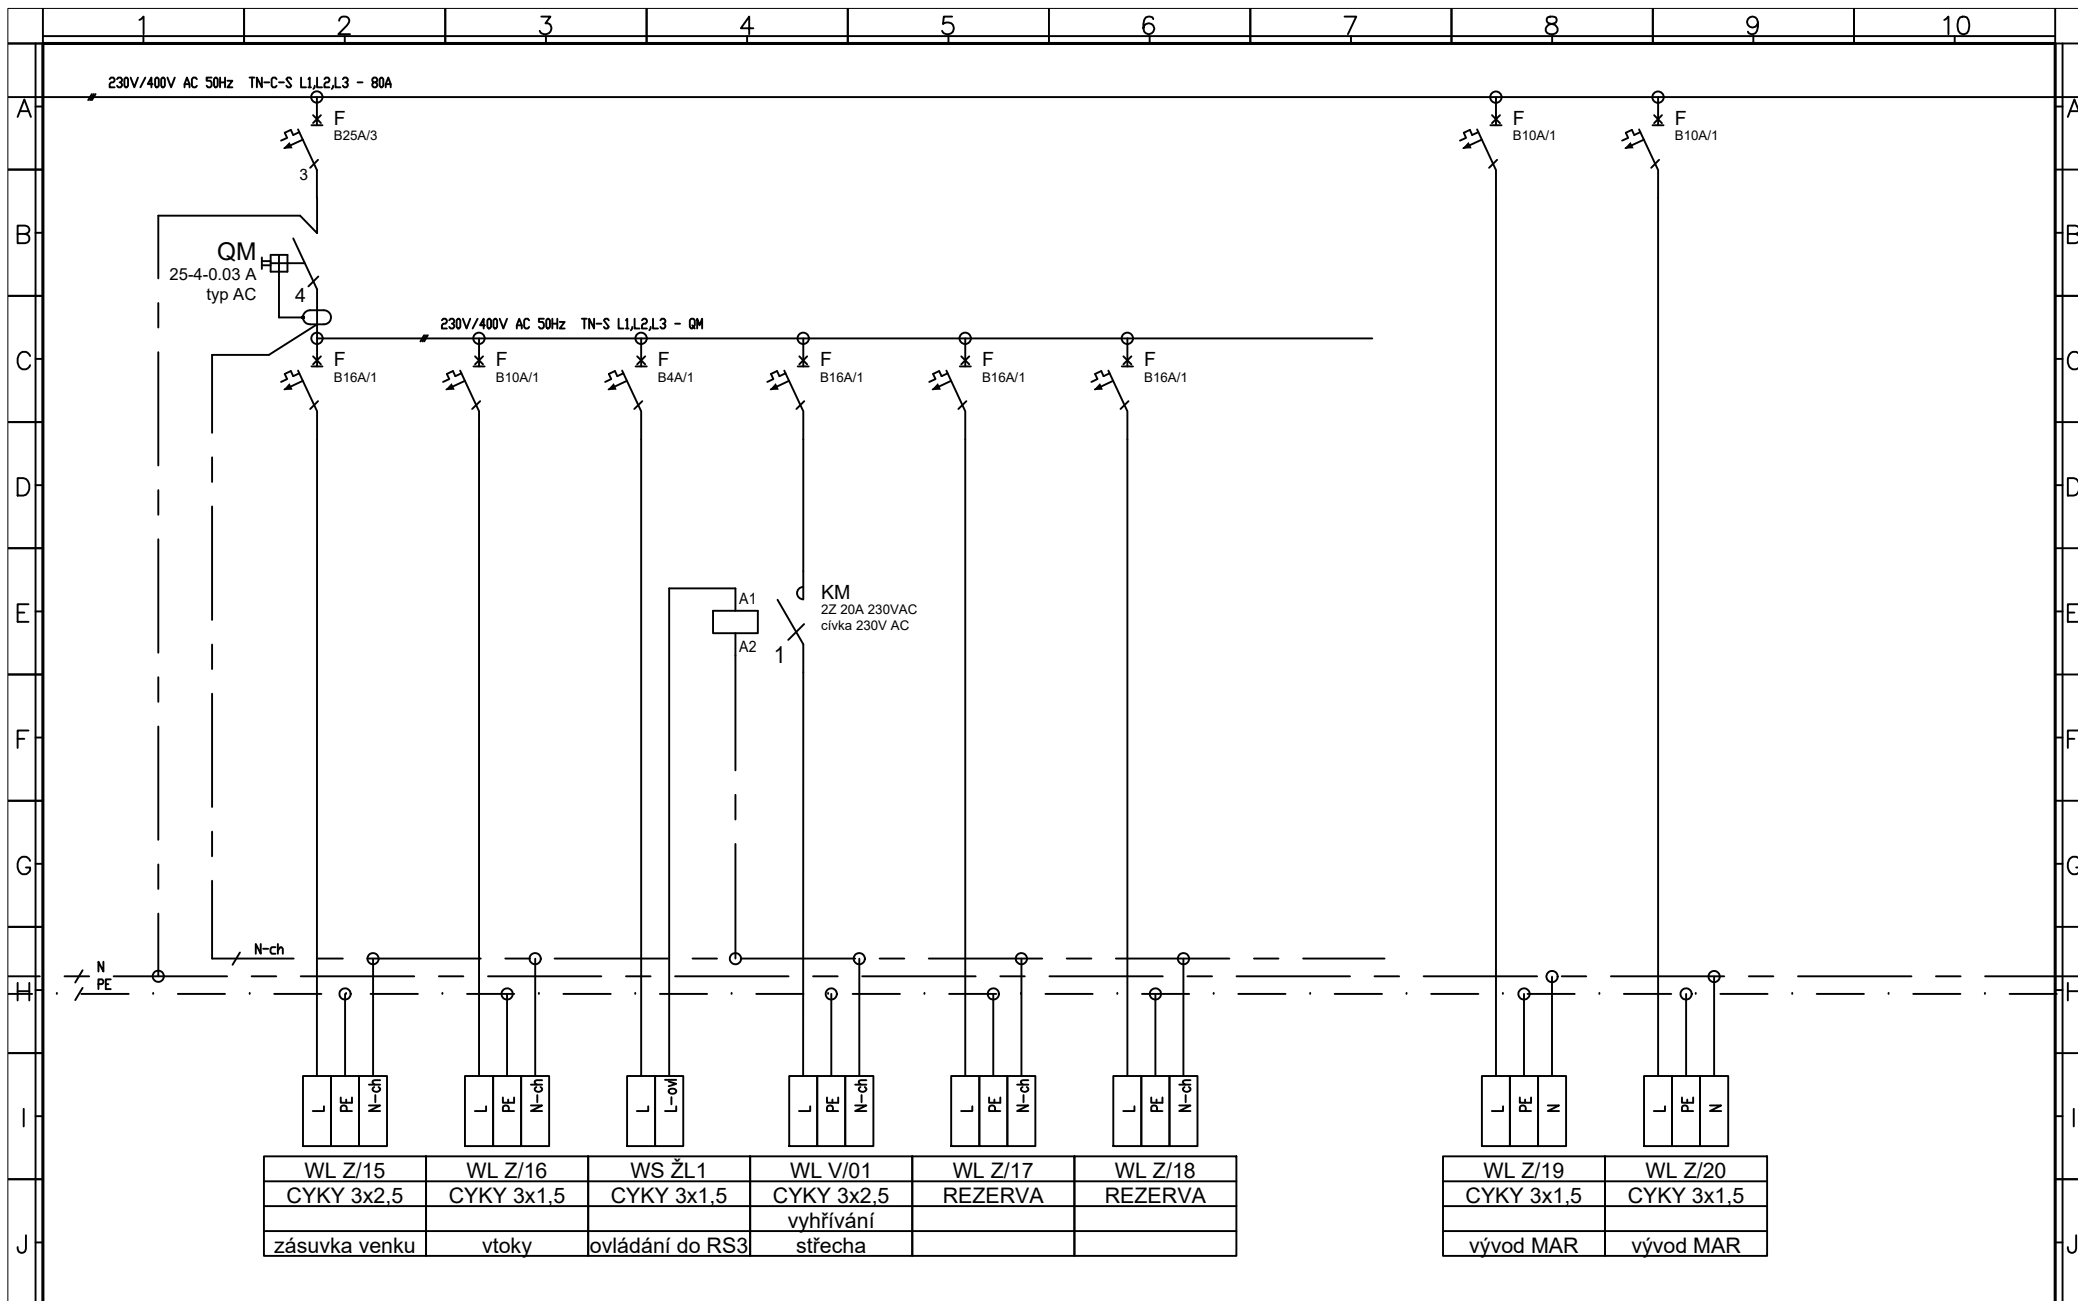 1 2 3 4 5 6 7 8 9 10
230V/400V AC 50Hz TN-C-S L1,L2,L3 - 80A
A A
F
B25A/3
3
F
B10A/1
F
B10A/1
B B
QM
25-4-0.03 A
typ AC
4
230V/400V AC 50Hz TN-S L1,L2,L3 - QM
C C
F
B16A/1
F
B10A/1
F
B4A/1
F
B16A/1
F
B16A/1
F
B16A/1
D D
E E
A1
A2
KM
2Z 20A 230VAC
cívka 230V AC
1
F F
G G
N-ch
N
PE
H H
L PE N-ch
L PE N-ch
L L-ovl
L PE N-ch
L PE N-ch
L PE N-ch
L PE N
L PE N
I I
WL Z/15 WL Z/16 WS ŽL1 WL V/01 WL Z/17 WL Z/18 WL Z/19 WL Z/20
CYKY 3x2,5 CYKY 3x1,5 CYKY 3x1,5 CYKY 3x2,5 REZERVA REZERVA CYKY 3x1,5 CYKY 3x1,5
vyhřívání
zásuvka venku vtoky ovládání do RS3 střecha vývod MAR vývod MAR
J J